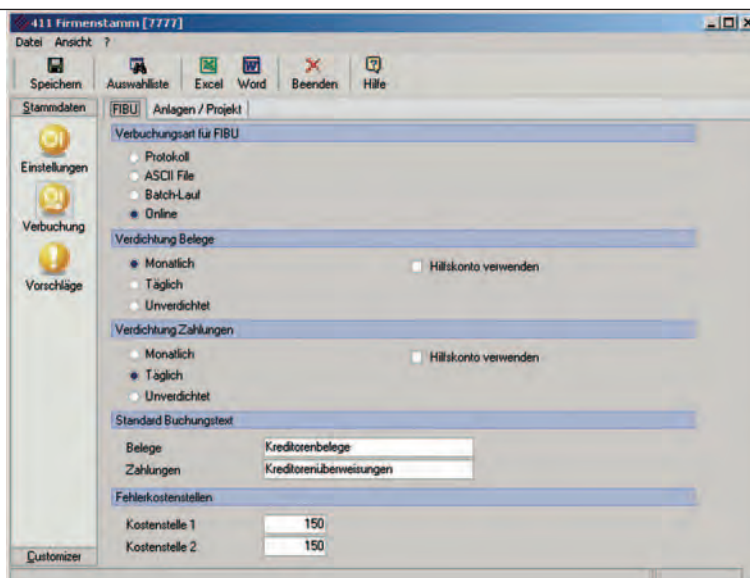 411 Firmenstamm [7777]
Datei Ansicht ?
Speichern Auswahlliste Excel Word Beenden Hilfe
Stammdaten
FIBU Anlagen / Projekt
Einstellungen
Verbuchung
Vorschläge
Verbuchungsart für FIBU
Protokoll
ASCII File
Batch-Lauf
Online
Verdichtung Belege
Monatlich Hilfskonto verwenden
Täglich
Unverdichtet
Verdichtung Zahlungen
Monatlich Hilfskonto verwenden
Täglich
Unverdichtet
Standard Buchungstext
Belege Kreditorenbelege
Zahlungen Kreditorenüberweisungen
Fehlerkostenstellen
Kostenstelle 1 150
Kostenstelle 2 150
Customizer